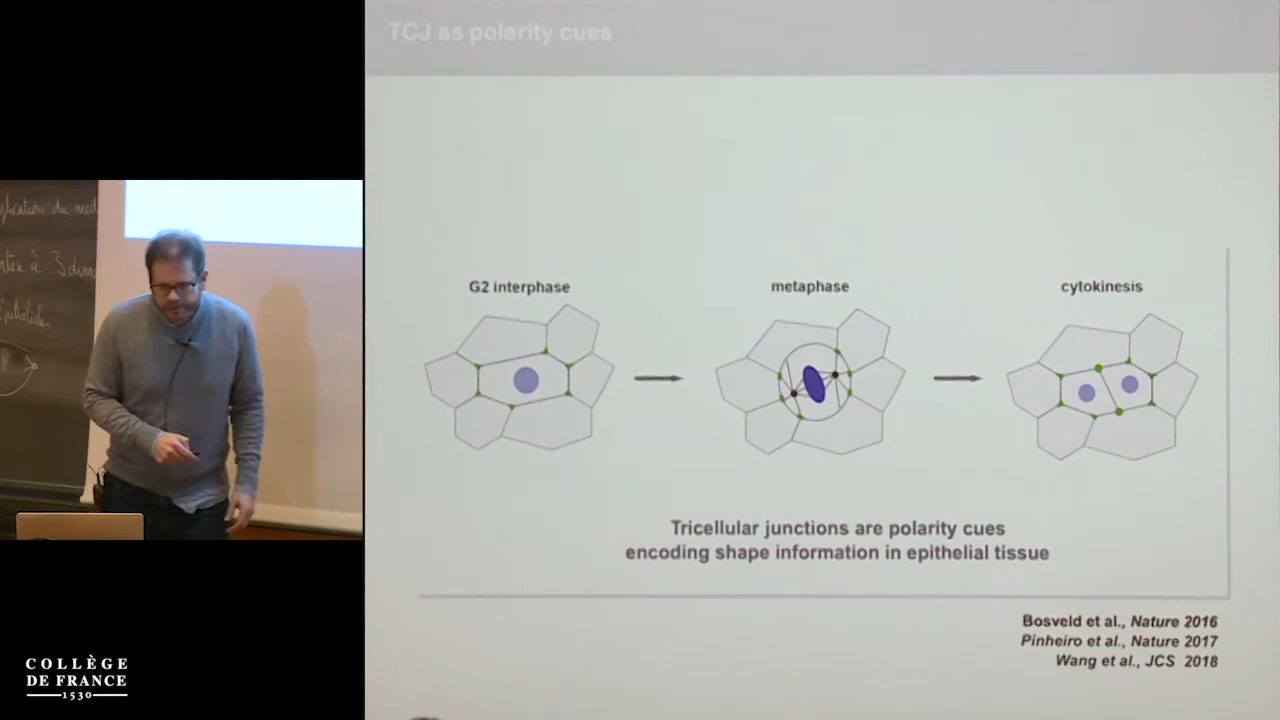 TCJ as polarity cues
G2 interphase
metaphase
cytokinesis
Tricellular junctions are polarity cues
encoding shape information in epithelial tissue
Bosveld et al., Nature 2016
Pinheiro et al., Nature 2017
Wang et al., JCS 2018
à 3
COLLÈGE
DE FRANCE
1530